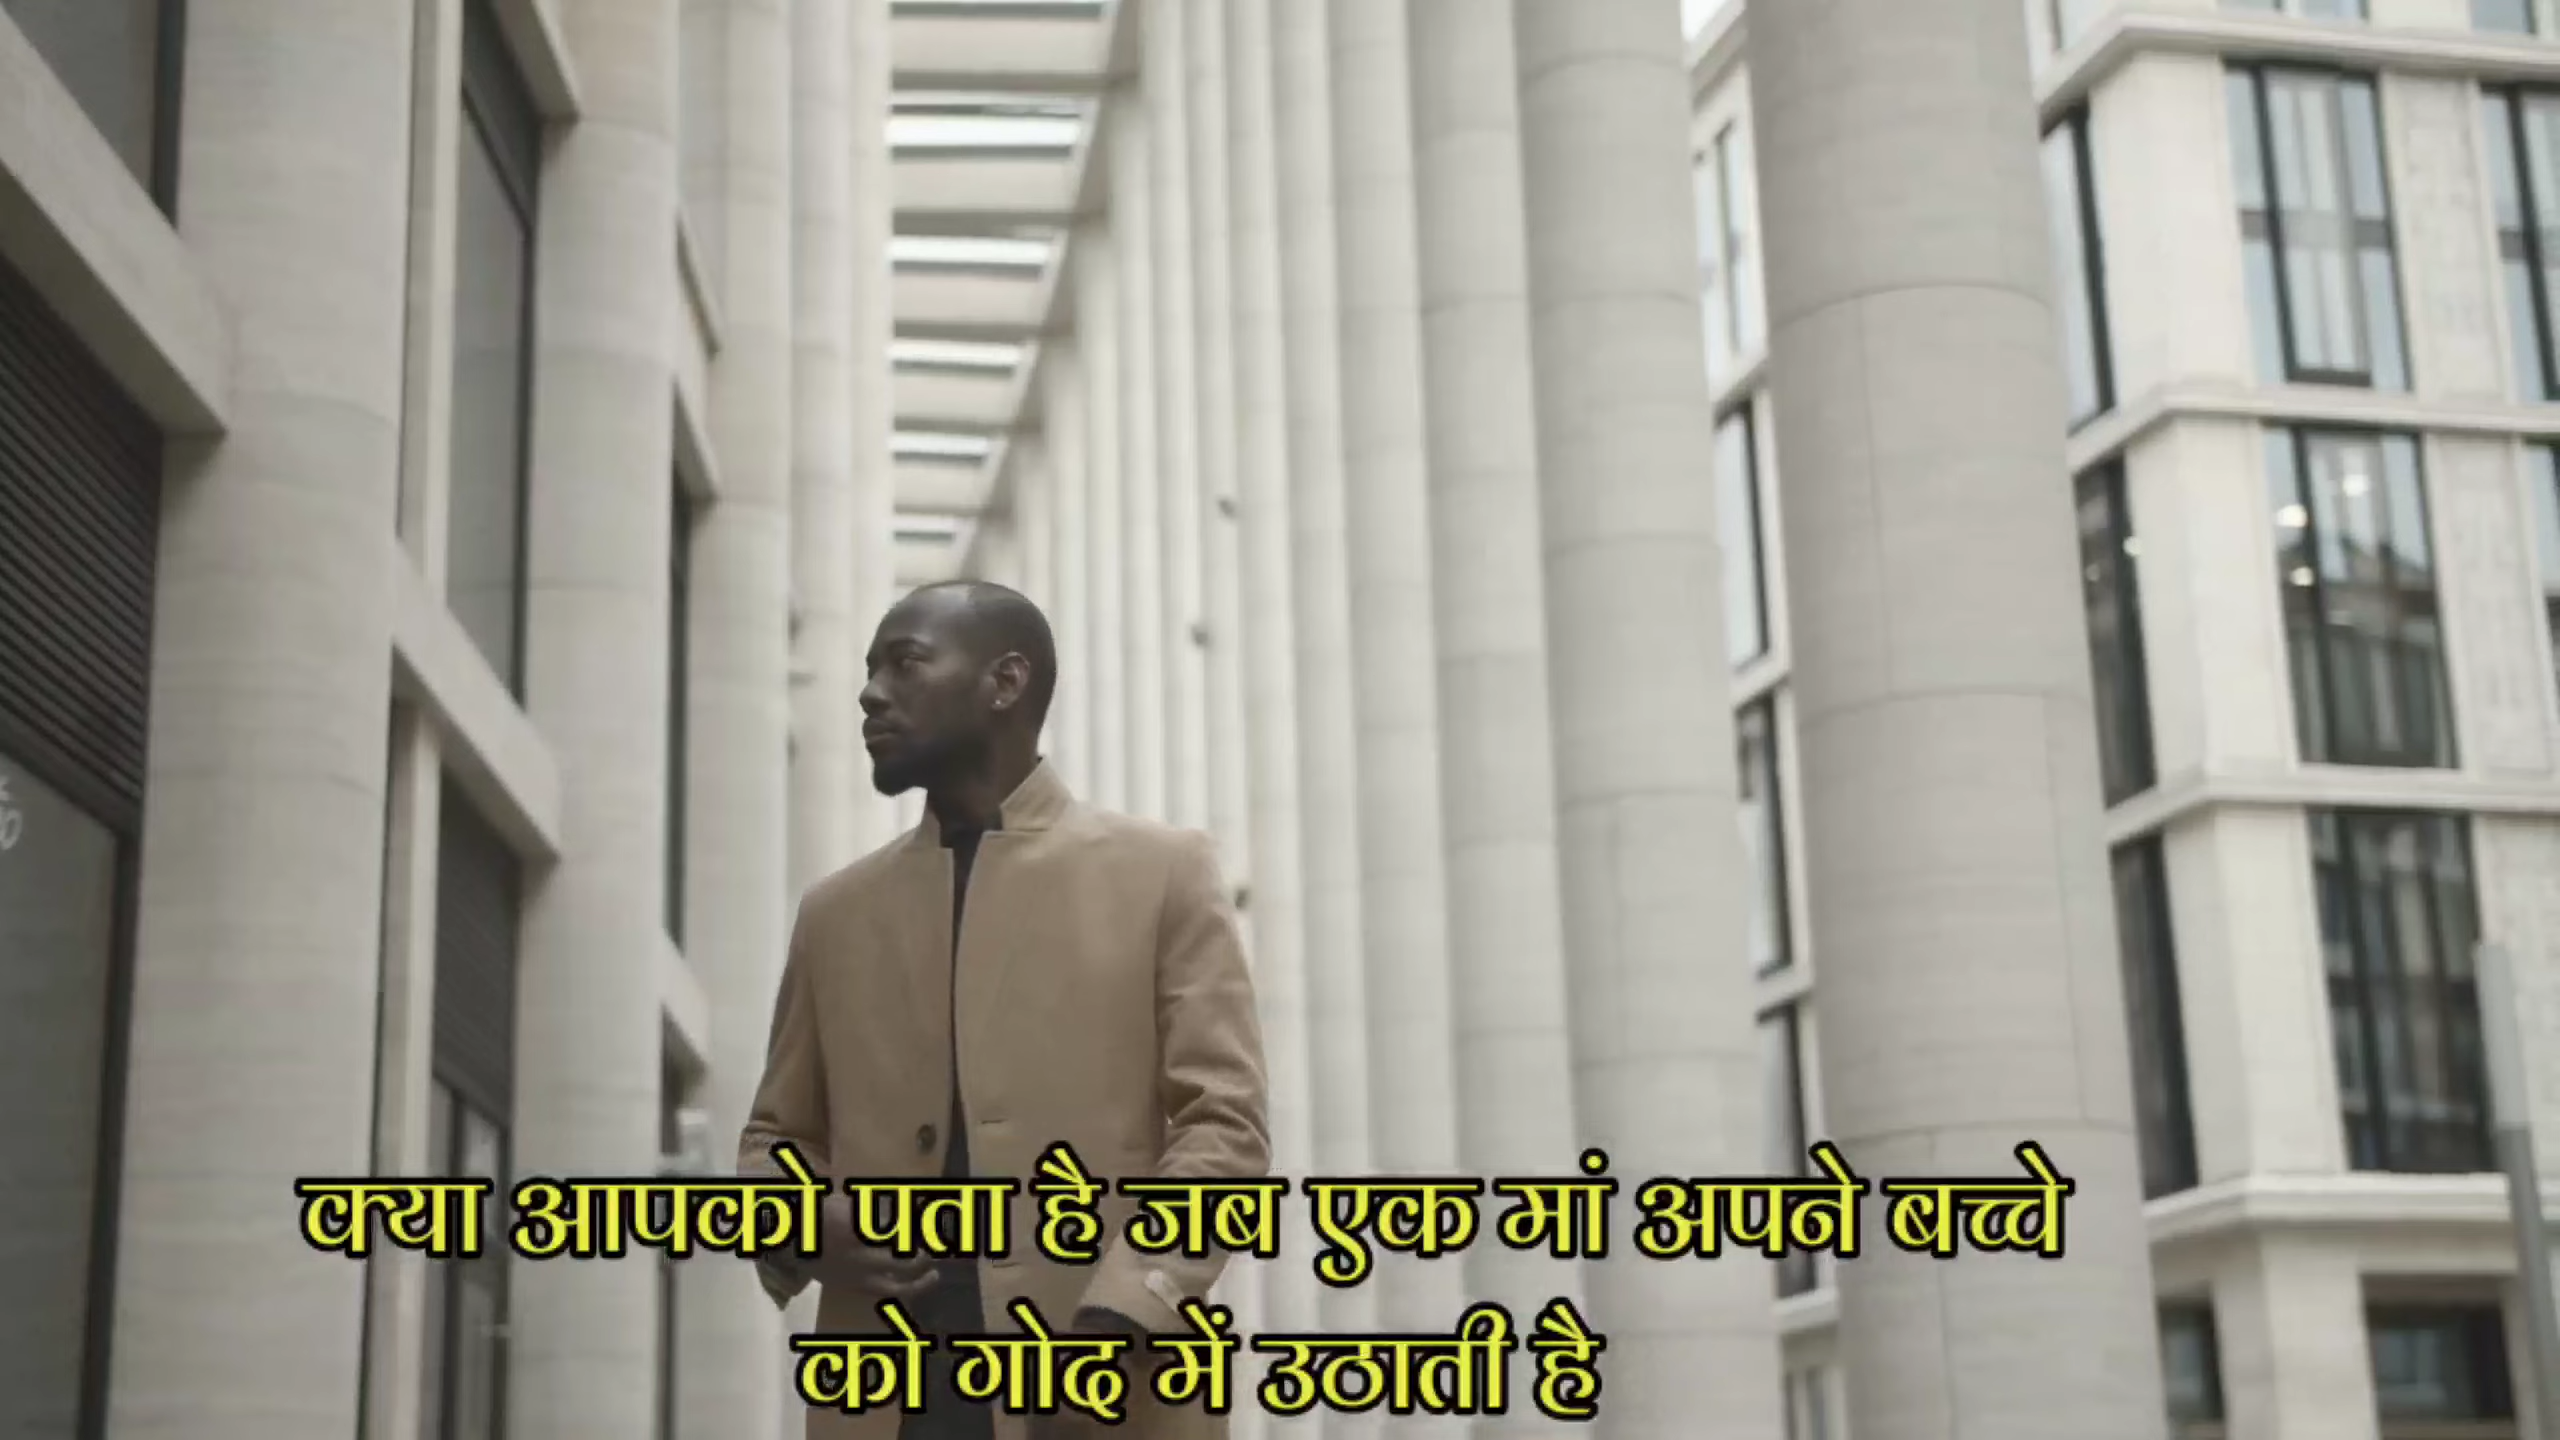 क्या आपको पता है जब एक मां अपने बच्चे
को गोद में उठाती है